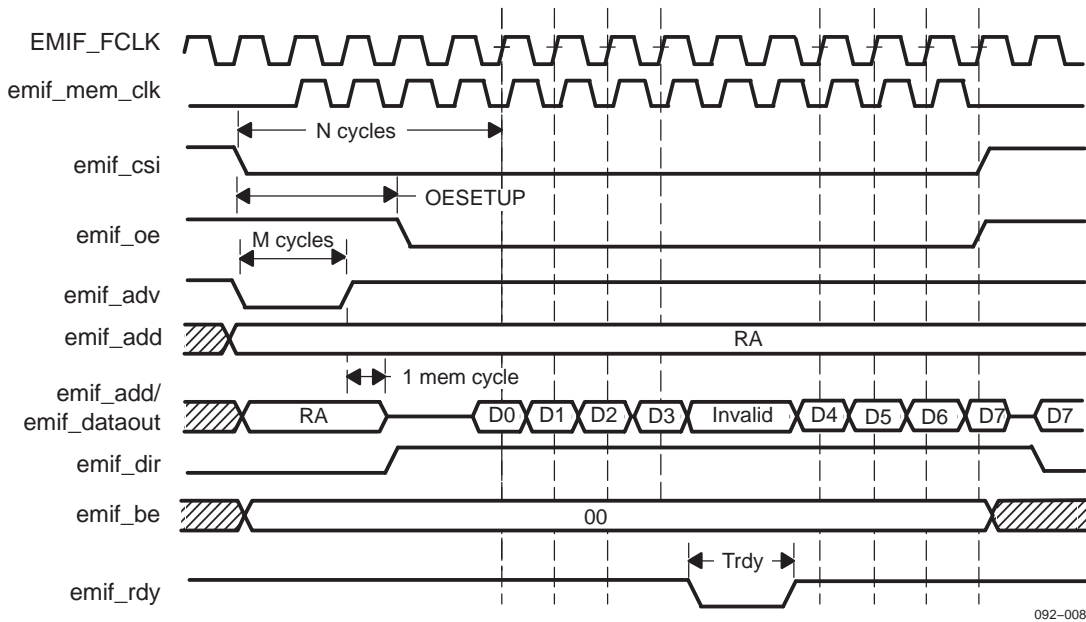 EMIF_FCLK
emif_mem_clk
N cycles
emif_csi
OESETUP
emif_oe
M cycles
emif_adv
emif_add
RA
1 mem cycle
emif_add/
emif_dataout
RA
D0
D1
D2
D3
Invalid
D4
D5
D6
D7
D7
emif_dir
emif_be
00
Trdy
emif_rdy
092–008